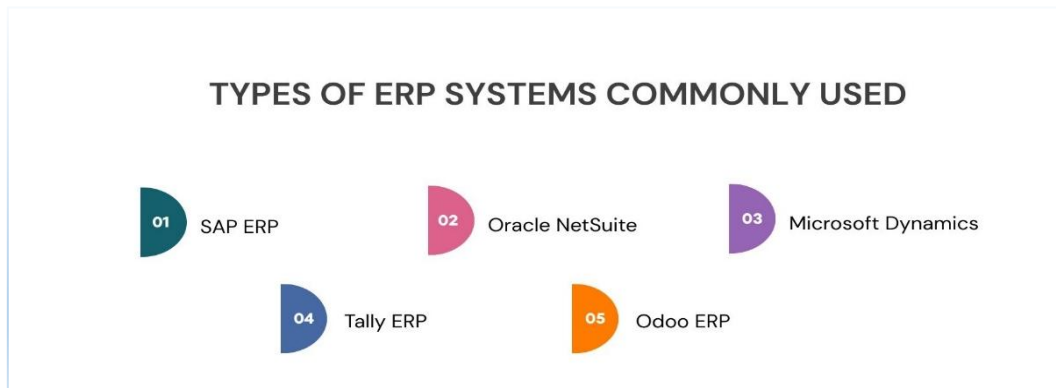 TYPES OF ERP SYSTEMS COMMONLY USED
01 SAP ERP
02 Oracle NetSuite
03 Microsoft Dynamics
04 Tally ERP
05 Odoo ERP